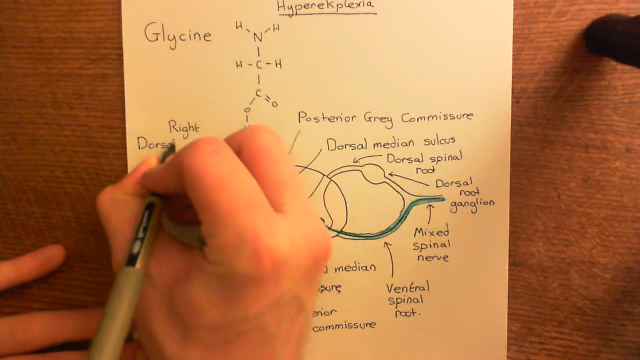 Hyperekplexia
Glycine
H H
N
H - C - H
C
O O
Posterior Grey Commissure
Right
Dorsal median sulcus
Dorsal spinal
root
Dorsal
root
ganglion
Mixed
spinal
nerve
median
Ventral
spinal
root.
commissure